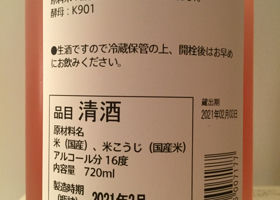 酵母:K901
●生酒ですので冷蔵保管の上、開栓後はお早め
にお飲みください。
品目 清酒
蔵出期
2021年02月03日
原材料名
米(国産)、米こうじ(国産米)
アルコール分 16度
内容量 720ml
製造時期 2021年2月